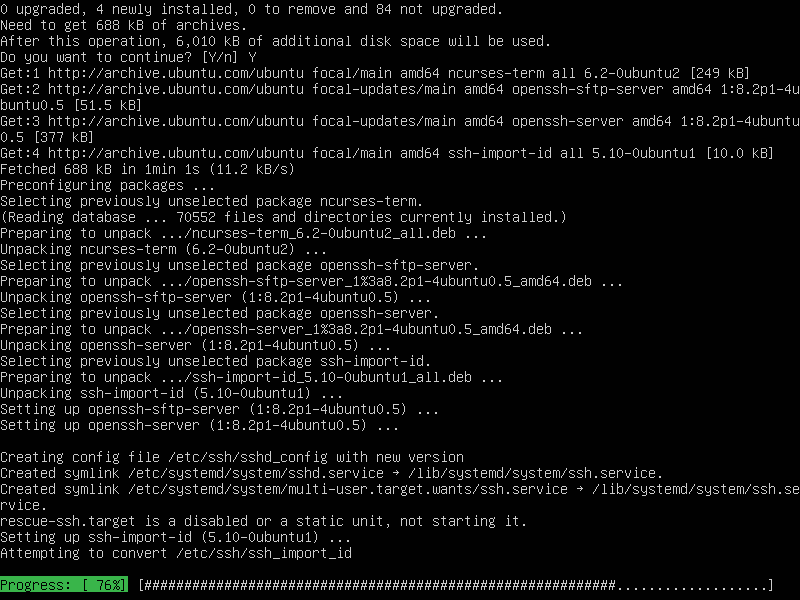 0 upgraded, 4 newly installed, 0 to remove and 84 not upgraded.
Need to get 688 kB of archives.
After this operation, 6,010 kB of additional disk space will be used.
Do you want to continue? [Y/n] Y
Get:1 http://archive.ubuntu.com/ubuntu focal/main amd64 ncurses-term all 6.2-0ubuntu2 [249 kB]
Get:2 http://archive.ubuntu.com/ubuntu focal-updates/main amd64 openssh-sftp-server amd64 1:8.2p1-4u
buntu0.5 [51.5 kB]
Get:3 http://archive.ubuntu.com/ubuntu focal-updates/main amd64 openssh-server amd64 1:8.2p1-4ubuntu
0.5 [377 kB]
Get:4 http://archive.ubuntu.com/ubuntu focal/main amd64 ssh-import-id all 5.10-0ubuntu1 [10.0 kB]
Fetched 688 kB in 1min 1s (11.2 kB/s)
Preconfiguring packages ...
Selecting previously unselected package ncurses-term.
(Reading database ... 70552 files and directories currently installed.)
Preparing to unpack .../ncurses-term_6.2-0ubuntu2_all.deb ...
Unpacking ncurses-term (6.2-0ubuntu2) ...
Selecting previously unselected package openssh-sftp-server.
Preparing to unpack .../openssh-sftp-server_1%3a8.2p1-4ubuntu0.5_amd64.deb ...
Unpacking openssh-sftp-server (1:8.2p1-4ubuntu0.5) ...
Selecting previously unselected package openssh-server.
Preparing to unpack .../openssh-server_1%3a8.2p1-4ubuntu0.5_amd64.deb ...
Unpacking openssh-server (1:8.2p1-4ubuntu0.5) ...
Selecting previously unselected package ssh-import-id.
Preparing to unpack .../ssh-import-id_5.10-0ubuntu1_all.deb ...
Unpacking ssh-import-id (5.10-0ubuntu1) ...
Setting up openssh-sftp-server (1:8.2p1-4ubuntu0.5) ...
Setting up openssh-server (1:8.2p1-4ubuntu0.5) ...

Creating config file /etc/ssh/sshd_config with new version
Created symlink /etc/systemd/system/sshd.service → /lib/systemd/system/ssh.service.
Created symlink /etc/systemd/system/multi-user.target.wants/ssh.service → /lib/systemd/system/ssh.se
rvice.
rescue-ssh.target is a disabled or a static unit, not starting it.
Setting up ssh-import-id (5.10-0ubuntu1) ...
Attempting to convert /etc/ssh/ssh_import_id

Progress: [ 76%] [###########################################################...................]